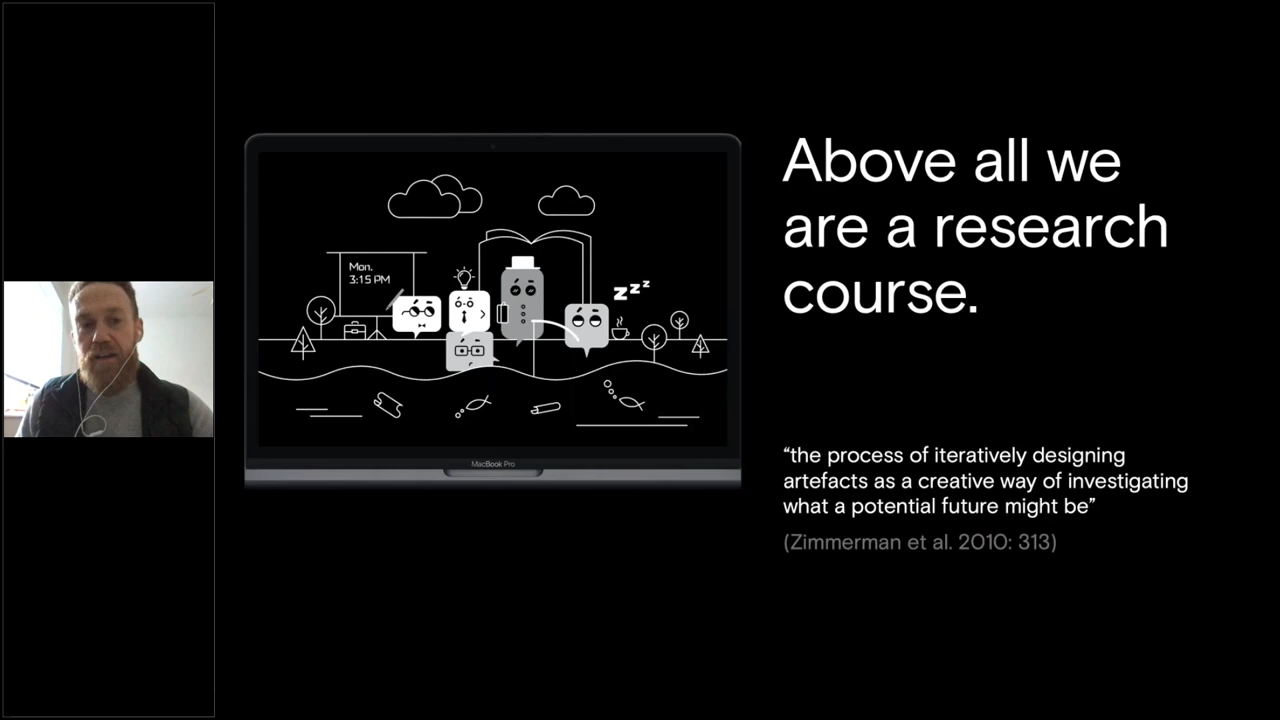 Above all we
are a research
course.
Mon.
3:15 PM
zzz
MacBook Pro
“the process of iteratively designing
artefacts as a creative way of investigating
what a potential future might be”
(Zimmerman et al. 2010: 313)